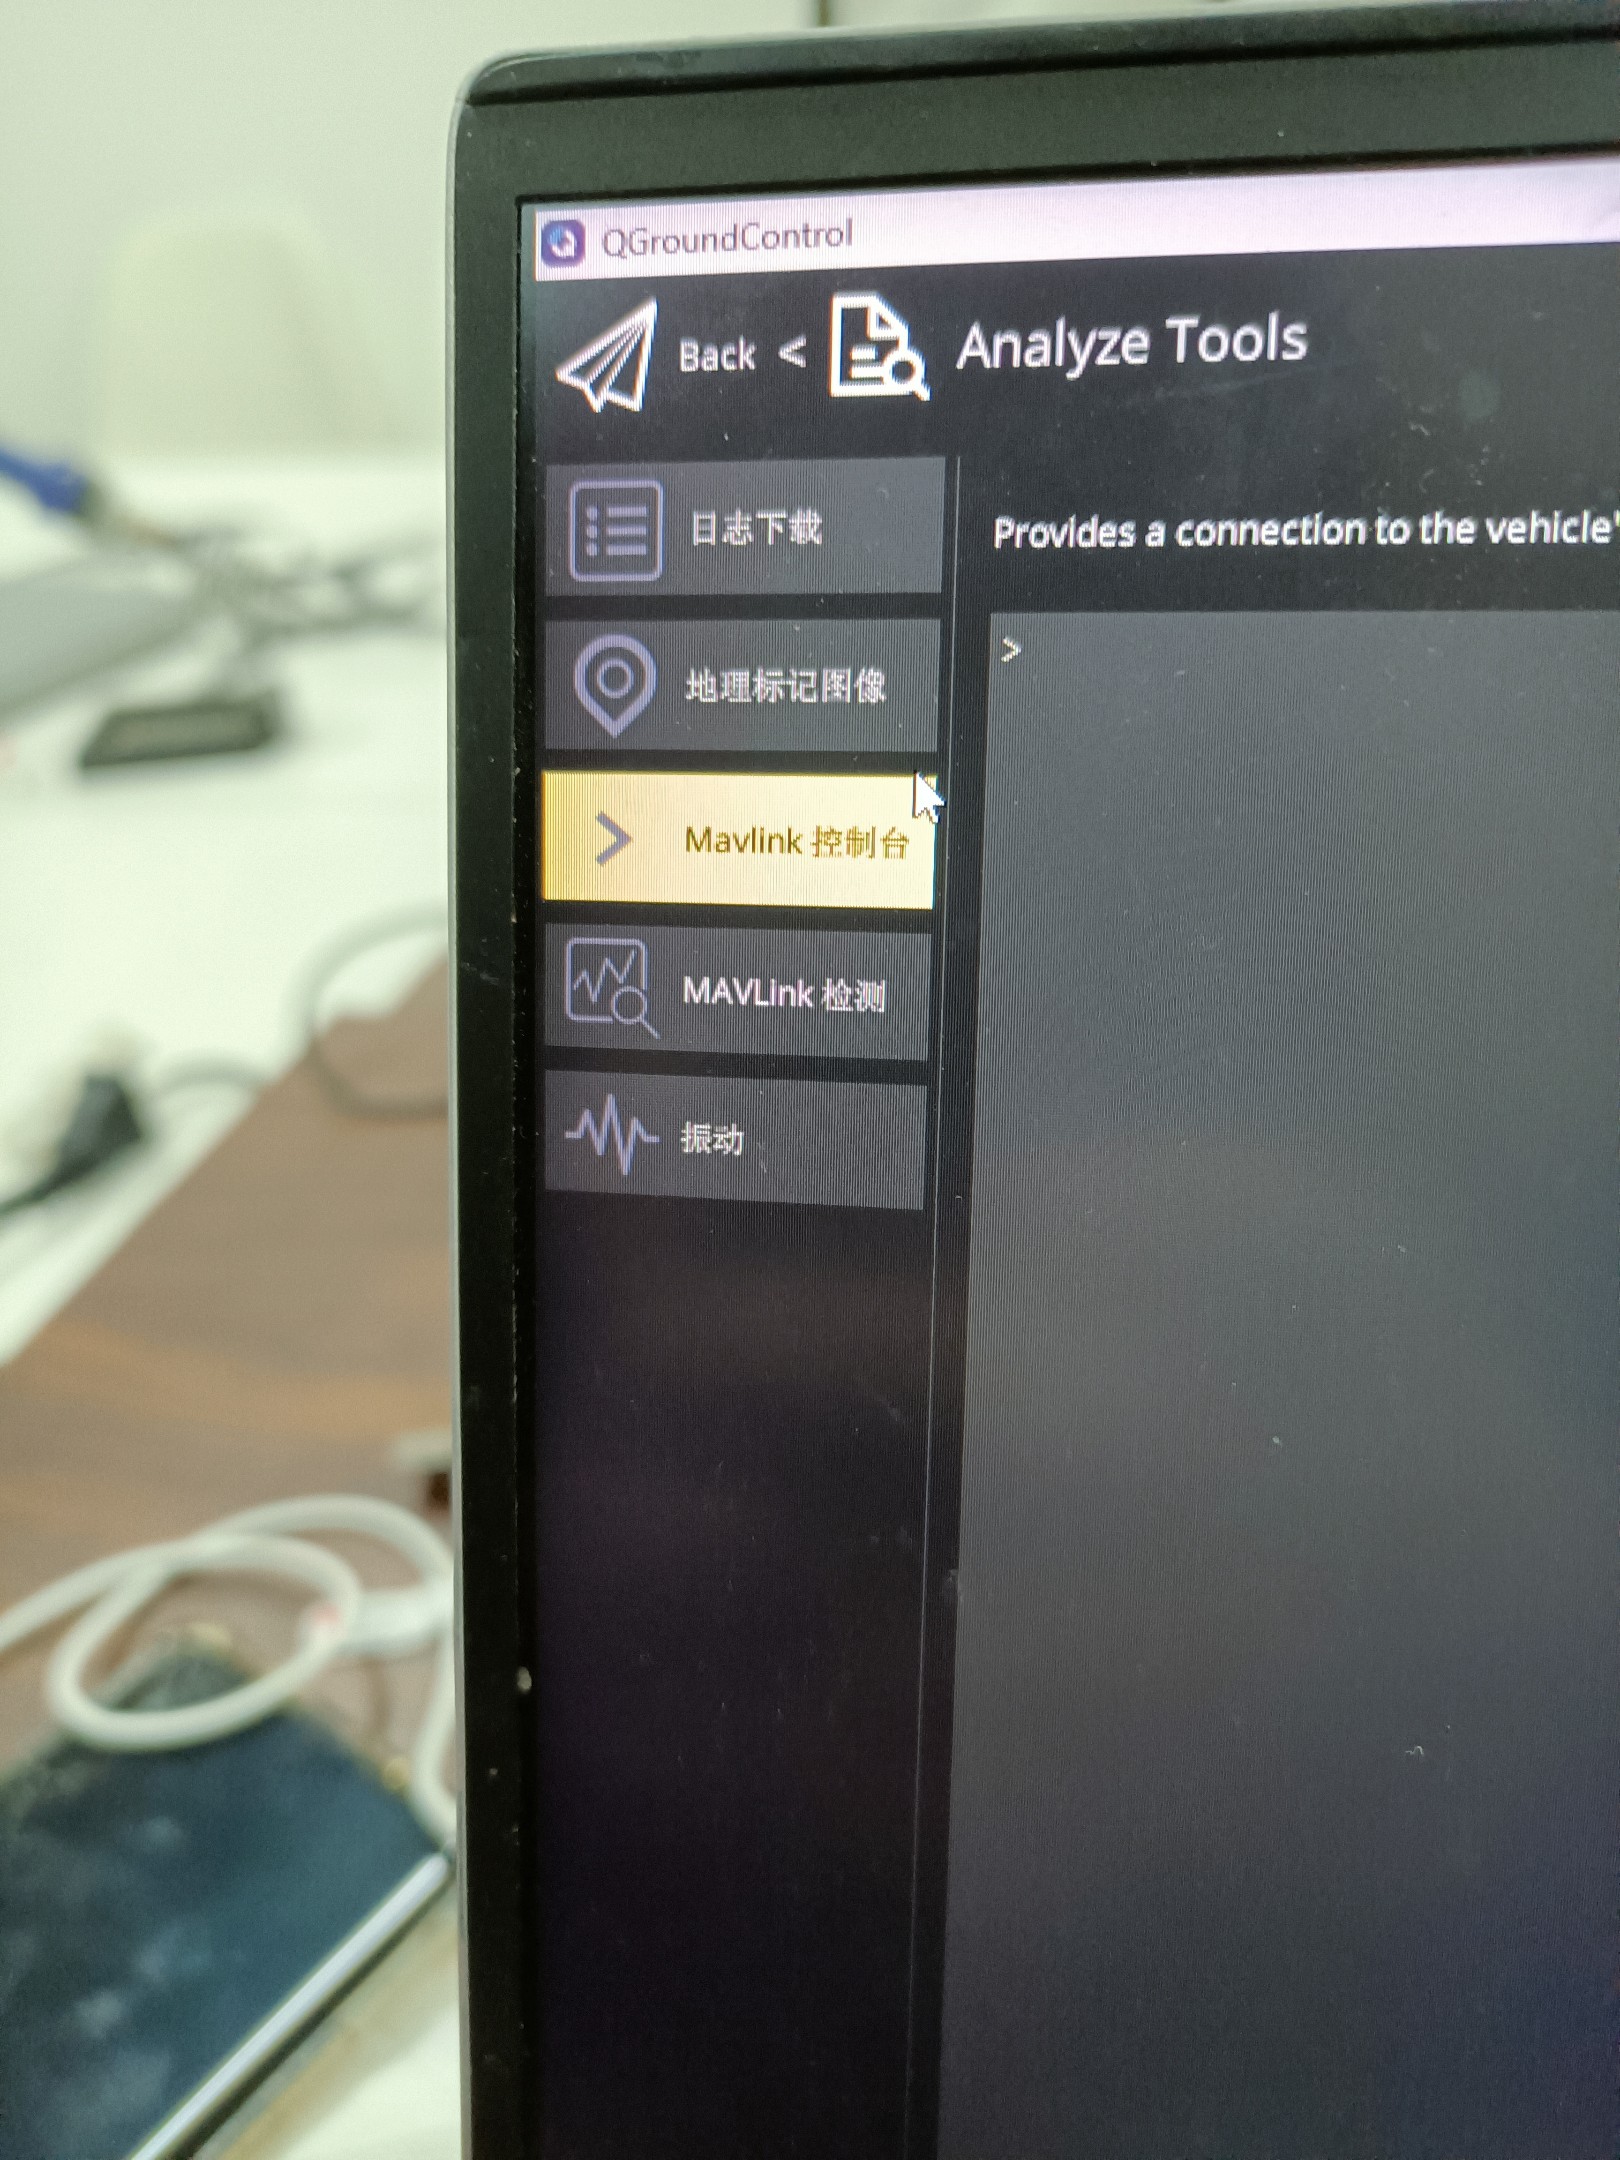 QGroundControl
Back < Analyze Tools
日志下载
地理标记图像
Mavlink 控制台
MAVLink 检测
振动
Provides a connection to the vehicle'
>